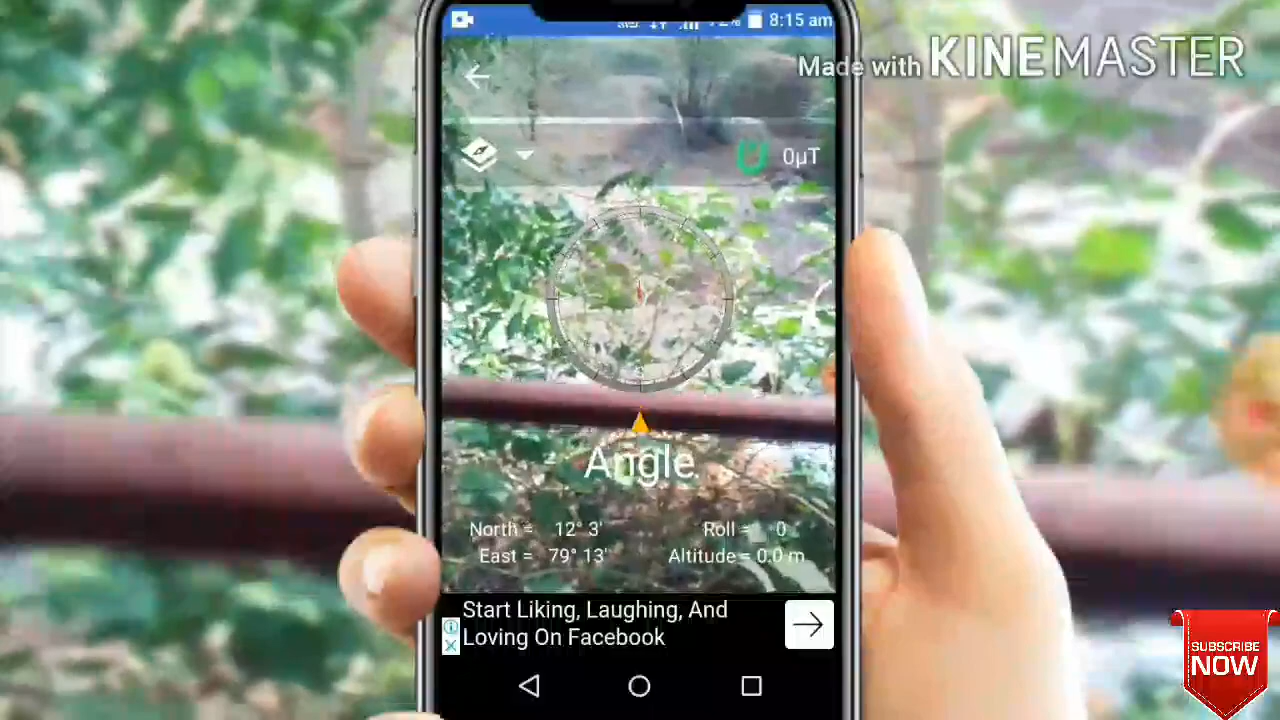 8:15 am
Made with KINEMASTER
0µT
Angle
North = 12° 3'
Roll = 0
East = 79° 13'
Altitude = 0.0 m
Start Liking, Laughing, And
Loving On Facebook
SUBSCRIBE
NOW